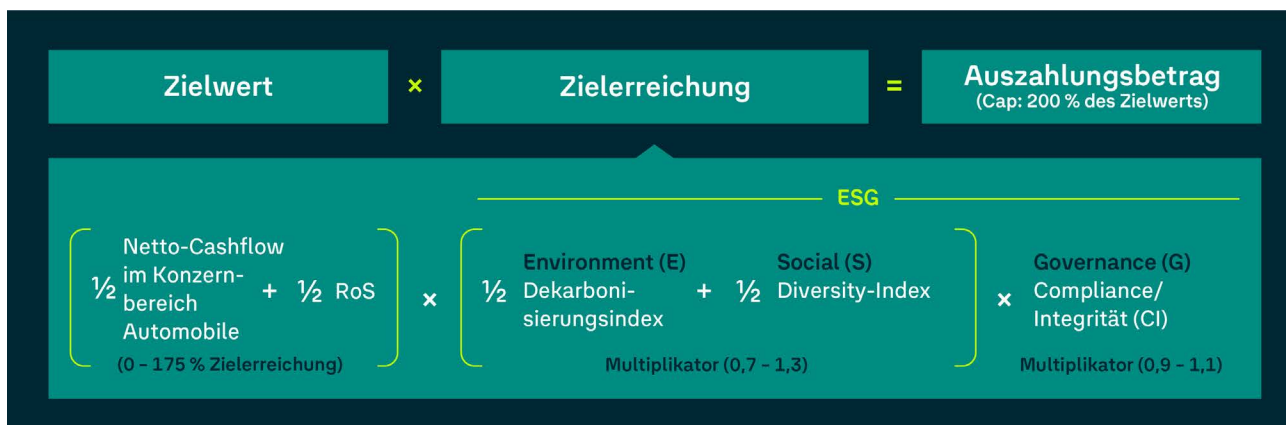 Zielwert × Zielerreichung = Auszahlungsbetrag
(Cap: 200 % des Zielwerts)
ESG
½ Netto-Cashflow
im Konzern-
bereich
Automobile
+ ½ RoS
(0 – 175 % Zielerreichung)
×
½ Environment (E)
Dekarboni-
sierungsindex
+ ½ Social (S)
Diversity-Index
Multiplikator (0,7 – 1,3)
×
Governance (G)
Compliance/
Integrität (CI)
Multiplikator (0,9 – 1,1)